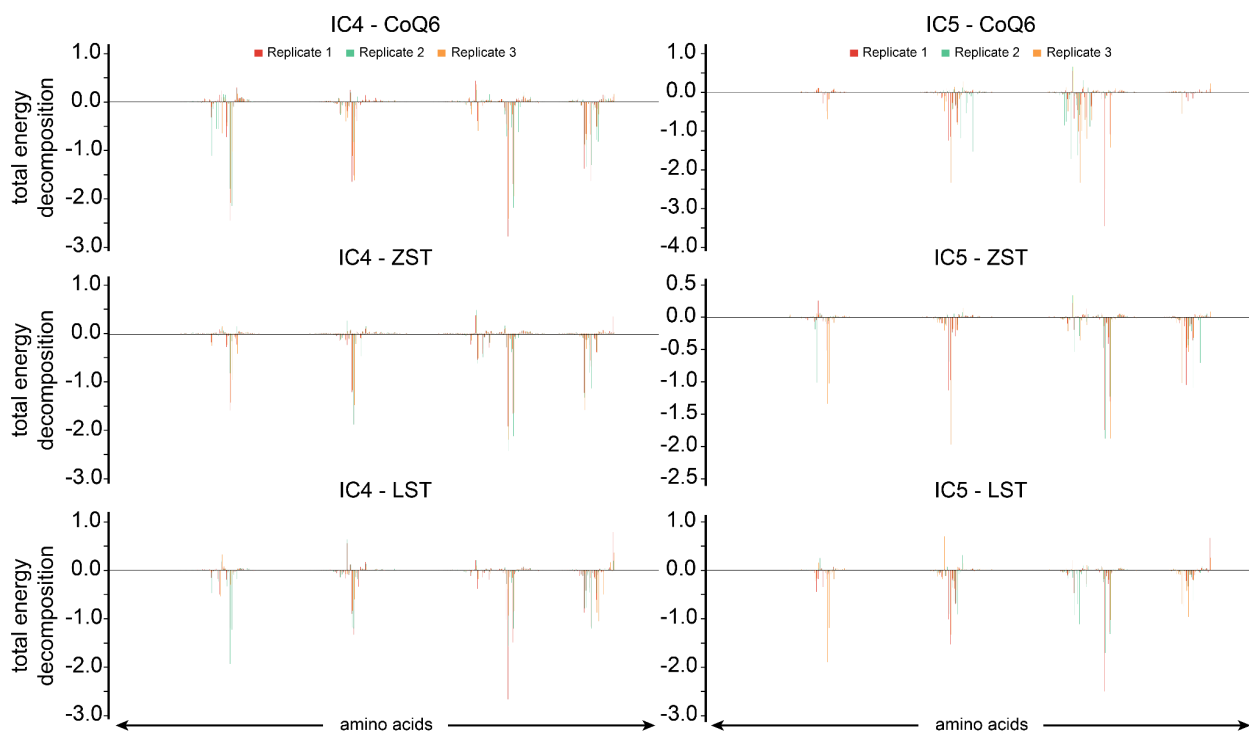 IC4 - CoQ6
Replicate 1 Replicate 2 Replicate 3
total energy
decomposition
1.0
0.0
-1.0
-2.0
-3.0
IC5 - CoQ6
Replicate 1 Replicate 2 Replicate 3
1.0
0.0
-1.0
-2.0
-3.0
-4.0
IC4 - ZST
total energy
decomposition
1.0
0.0
-1.0
-2.0
-3.0
IC5 - ZST
0.5
0.0
-0.5
-1.0
-1.5
-2.0
-2.5
IC4 - LST
total energy
decomposition
1.0
0.0
-1.0
-2.0
-3.0
amino acids
IC5 - LST
1.0
0.0
-1.0
-2.0
-3.0
amino acids